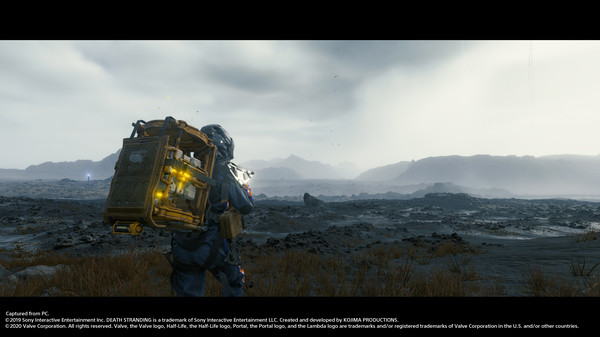 Captured from PC.
©2019 Sony Interactive Entertainment Inc. DEATH STRANDING is a trademark of Sony Interactive Entertainment LLC. Created and developed by KOJIMA PRODUCTIONS.
©2020 Valve Corporation. All rights reserved. Valve, the Valve logo, Half-Life, the Half-Life logo, Portal, the Portal logo, and the Lambda logo are trademarks and/or registered trademarks of Valve Corporation in the U.S. and/or other countries.